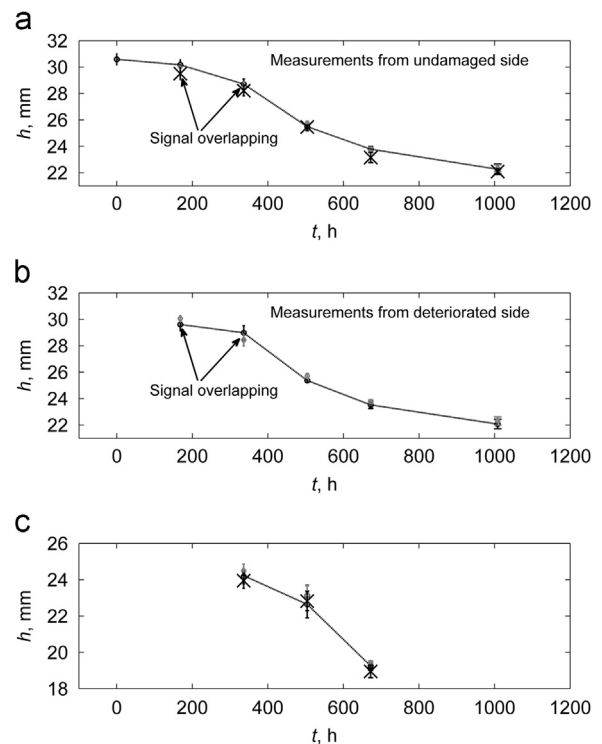 a
32
30
28
26
24
22
h, mm
Measurements from undamaged side
Signal overlapping
0 200 400 600 800 1000 1200
t, h
b
32
30
28
26
24
22
h, mm
Measurements from deteriorated side
Signal overlapping
0 200 400 600 800 1000 1200
t, h
c
26
24
22
20
18
h, mm
0 200 400 600 800 1000 1200
t, h